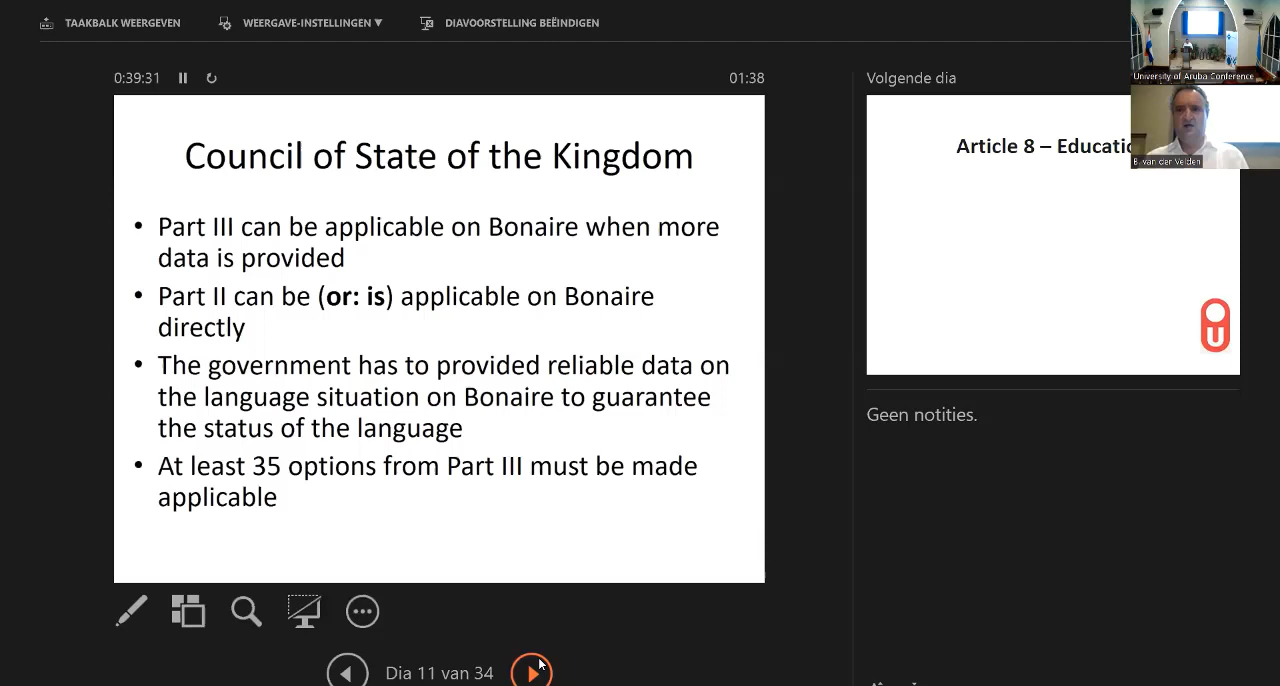 TAAKBALK WEERGEVEN
WEERGAVE-INSTELLINGEN ▼
DIAVOORSTELLING BEËINDIGEN
University of Aruba Conference
B. van der Velden
0:39:31
01:38
Council of State of the Kingdom
• Part III can be applicable on Bonaire when more
data is provided
• Part II can be (or: is) applicable on Bonaire
directly
• The government has to provided reliable data on
the language situation on Bonaire to guarantee
the status of the language
• At least 35 options from Part III must be made
applicable
Dia 11 van 34
Volgende dia
Article 8 – Educatio
Geen notities.